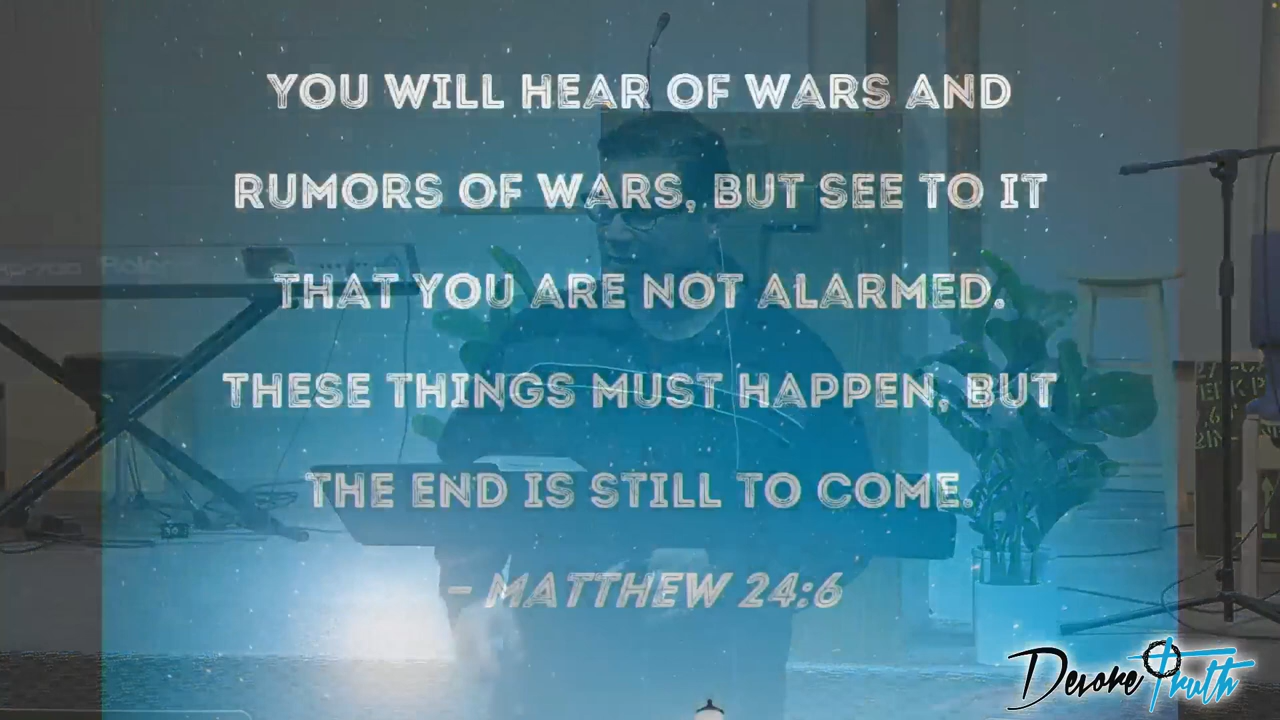 YOU WILL HEAR OF WARS AND
RUMORS OF WARS, BUT SEE TO IT
THAT YOU ARE NOT ALARMED.
THESE THINGS MUST HAPPEN, BUT
THE END IS STILL TO COME.
– MATTHEW 24:6
Roland
Devore Truth